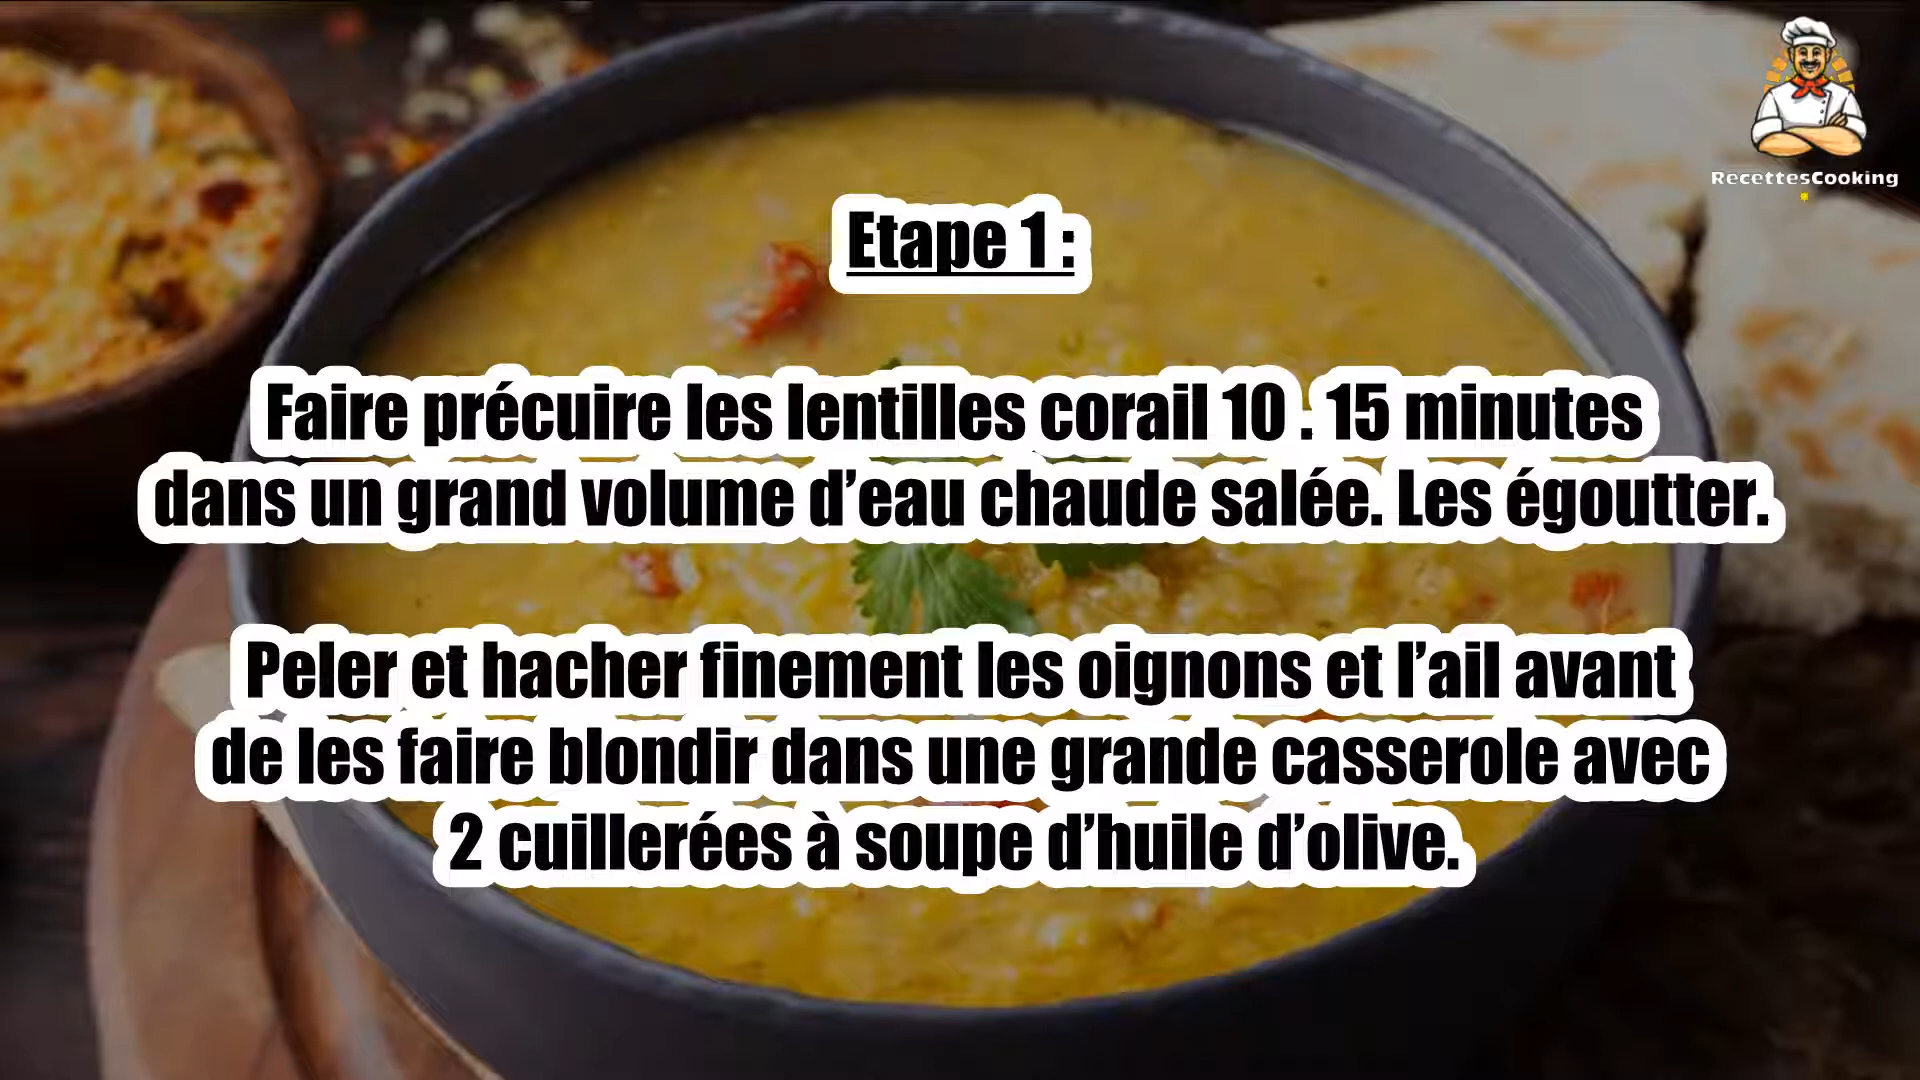 RecettesCooking
Etape 1 :
Faire précuire les lentilles corail 10 . 15 minutes
dans un grand volume d’eau chaude salée. Les égoutter.
Peler et hacher finement les oignons et l’ail avant
de les faire blondir dans une grande casserole avec
2 cuillerées à soupe d’huile d’olive.